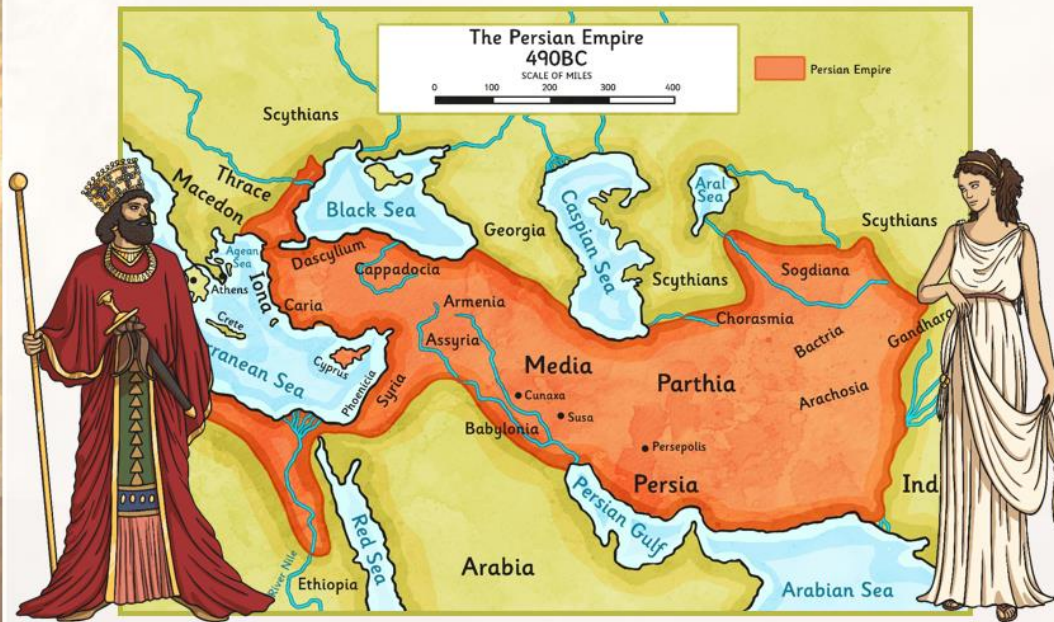 The Persian Empire
490BC
SCALE OF MILES
0 100 200 300 400
Persian Empire
Scythians
Thrace
Macedon
Black Sea
Georgia
Caspian Sea
Aral
Sea
Scythians
Scythians
Agean
Sea
Athens
Iona
Dascylium
Cappadocia
Caria
Armenia
Assyria
Crete
Cyprus
rranean Sea
Phoenicia
Syria
Media
Cunaxa
Susa
Babylonia
Parthia
Persepolis
Persia
Sogdiana
Chorasmia
Bactria
Gandharo
Arachosia
Ind
Persian Gulf
Red Sea
River Nile
Ethiopia
Arabia
Arabian Sea